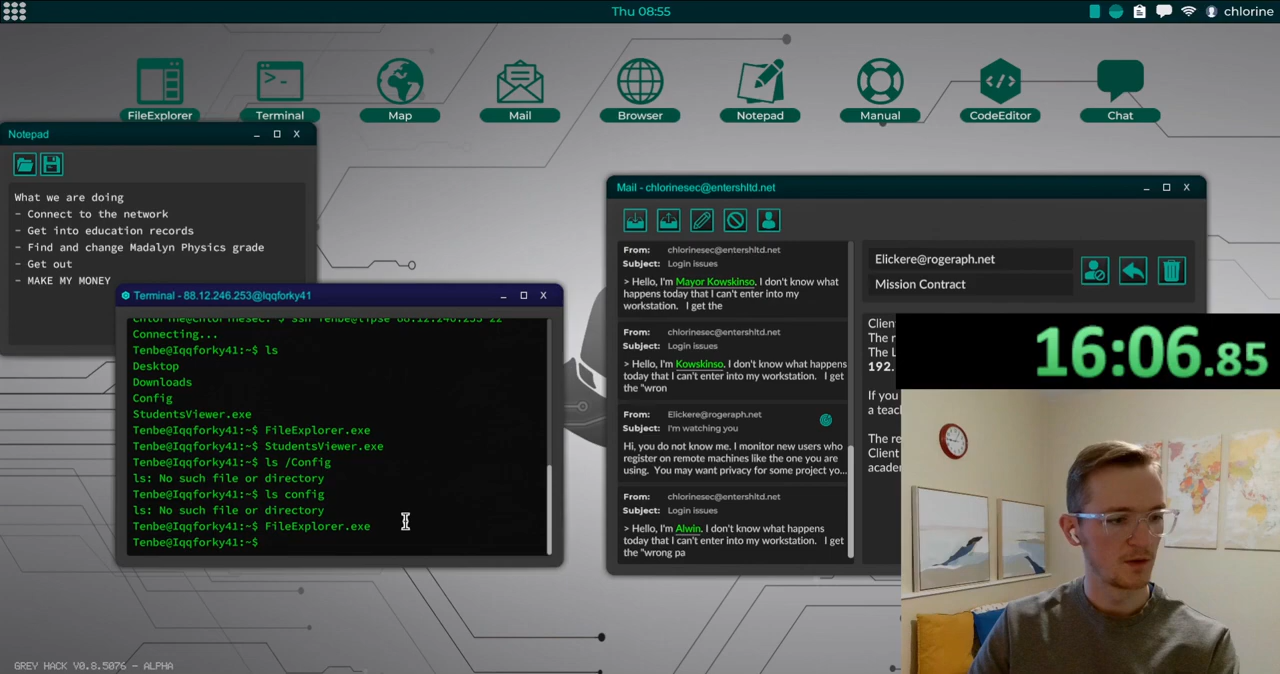 Thu 08:55
chlorine
FileExplorer
Terminal
Map
Mail
Browser
Notepad
Manual
CodeEditor
Chat
Notepad
What we are doing
- Connect to the network
- Get into education records
- Find and change Madalyn Physics grade
- Get out
- MAKE MY MONEY
Terminal - 88.12.246.253@Iqqforky41
Connecting...
Tenbe@Iqqforky41:~$ ls
Desktop
Downloads
Config
StudentsViewer.exe
Tenbe@Iqqforky41:~$ FileExplorer.exe
Tenbe@Iqqforky41:~$ StudentsViewer.exe
Tenbe@Iqqforky41:~$ ls /Config
ls: No such file or directory
Tenbe@Iqqforky41:~$ ls config
ls: No such file or directory
Tenbe@Iqqforky41:~$ FileExplorer.exe
Tenbe@Iqqforky41:~$
Mail - chlorinesec@entershltd.net
From: chlorinesec@entershltd.net
Subject: Login issues
> Hello, I'm Mayor Kowskinso. I don't know what
happens today that I can't enter into my
workstation. I get the
From: chlorinesec@entershltd.net
Subject: Login issues
> Hello, I'm Kowskinso. I don't know what happens
today that I can't enter into my workstation. I get
the "wron
From: Elickere@rogeraph.net
Subject: I'm watching you
Hi, you do not know me. I monitor new users who
register on remote machines like the one you are
using. You may want privacy for some project yo...
From: chlorinesec@entershltd.net
Subject: Login issues
> Hello, I'm Alwin. I don't know what happens
today that I can't enter into my workstation. I get
the "wrong pa
Elickere@rogeraph.net
Mission Contract
Client
The
The
192.
If you
a
The
Client
16:06.85
GREY HACK V0.8.5076 - ALPHA